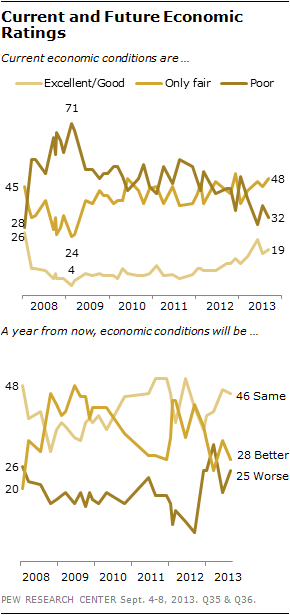 Current and Future Economic
Ratings
Current economic conditions are ...
Excellent/Good Only fair Poor
71
45
48
28
26
32
24
19
4
2008 2009 2010 2011 2012 2013
A year from now, economic conditions will be ...
48
46 Same
28 Better
26
25 Worse
20
2008 2009 2010 2011 2012 2013
PEW RESEARCH CENTER Sept. 4-8, 2013. Q35 & Q36.